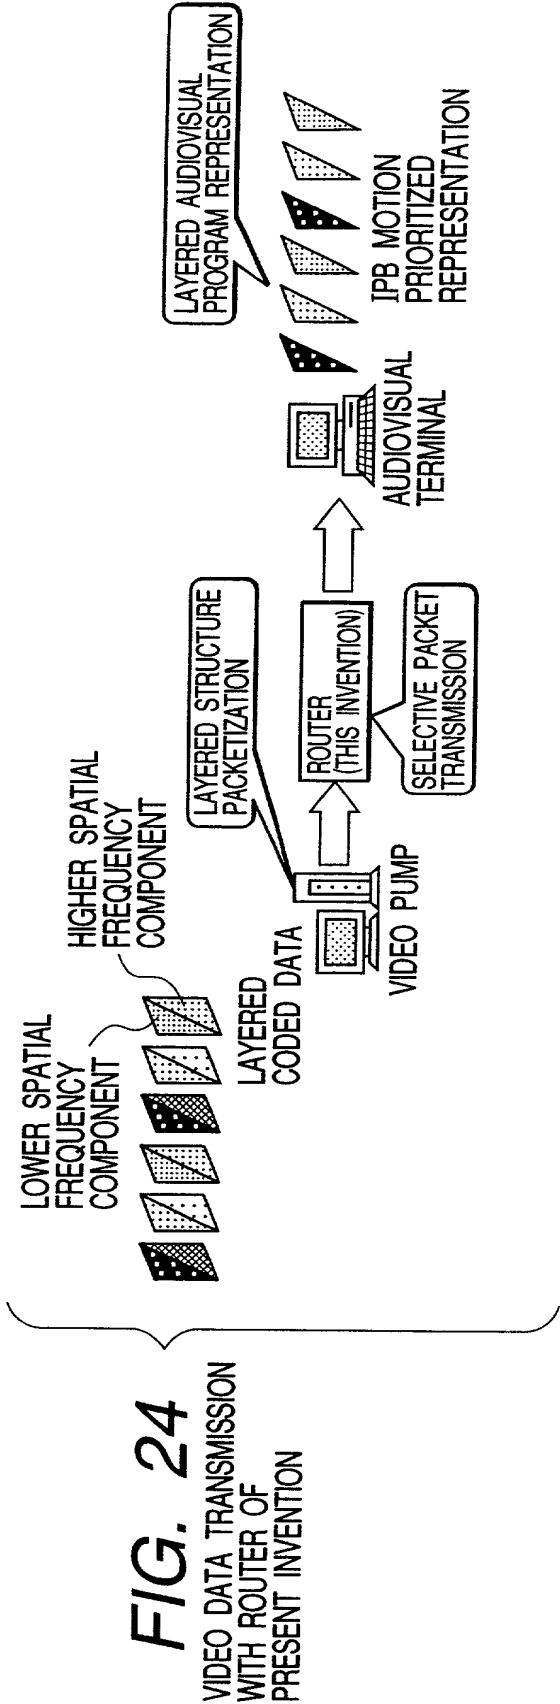 FIG. 24
VIDEO DATA TRANSMISSION
WITH ROUTER OF
PRESENT INVENTION
LOWER SPATIAL
FREQUENCY
COMPONENT
HIGHER SPATIAL
FREQUENCY
COMPONENT
LAYERED
CODED DATA
VIDEO PUMP
LAYERED STRUCTURE
PACKETIZATION
ROUTER
(THIS INVENTION)
SELECTIVE PACKET
TRANSMISSION
AUDIOVISUAL
TERMINAL
LAYERED AUDIOVISUAL
PROGRAM REPRESENTATION
IPB MOTION
PRIORITIZED
REPRESENTATION